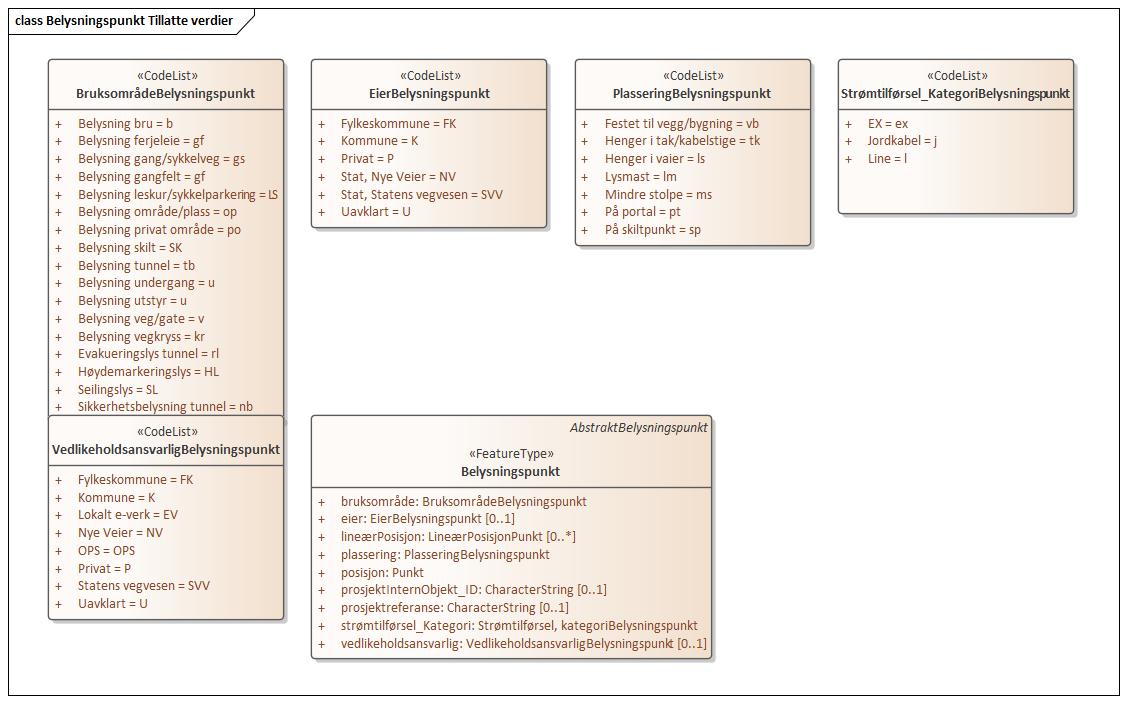 class Belysningspunkt Tillatte verdier
«CodeList»
BruksområdeBelysningspunkt
+ Belysning bru = b
+ Belysning ferjeleie = gf
+ Belysning gang/sykkelveg = gs
+ Belysning gangfelt = gf
+ Belysning leskur/sykkelparkering = LS
+ Belysning område/plass = op
+ Belysning privat område = po
+ Belysning skilt = SK
+ Belysning tunnel = tb
+ Belysning undergang = u
+ Belysning utstyr = u
+ Belysning veg/gate = v
+ Belysning vegkryss = kr
+ Evakueringslys tunnel = rl
+ Høydemarkeringslys = HL
+ Seilingslys = SL
+ Sikkerhetsbelysning tunnel = nb
«CodeList»
EierBelysningspunkt
+ Fylkeskommune = FK
+ Kommune = K
+ Privat = P
+ Stat, Nye Veier = NV
+ Stat, Statens vegvesen = SVV
+ Uavklart = U
«CodeList»
PlasseringBelysningspunkt
+ Festet til vegg/bygning = vb
+ Henger i tak/kabelstige = tk
+ Henger i vaier = ls
+ Lysmast = lm
+ Mindre stolpe = ms
+ På portal = pt
+ På skiltpunkt = sp
«CodeList»
Strømtilførsel_KategoriBelysningspunkt
+ EX = ex
+ Jordkabel = j
+ Line = l
«CodeList»
VedlikeholdsansvarligBelysningspunkt
+ Fylkeskommune = FK
+ Kommune = K
+ Lokalt e-verk = EV
+ Nye Veier = NV
+ OPS = OPS
+ Privat = P
+ Statens vegvesen = SVV
+ Uavklart = U
AbstraktBelysningspunkt
«FeatureType»
Belysningspunkt
+ bruksområde: BruksområdeBelysningspunkt
+ eier: EierBelysningspunkt [0..1]
+ lineærPosisjon: LineærPosisjonPunkt [0..*]
+ plassering: PlasseringBelysningspunkt
+ posisjon: Punkt
+ prosjektInternObjekt_ID: CharacterString [0..1]
+ prosjektreferanse: CharacterString [0..1]
+ strømtilførsel_Kategori: Strømtilførsel, kategoriBelysningspunkt
+ vedlikeholdsansvarlig: VedlikeholdsansvarligBelysningspunkt [0..1]